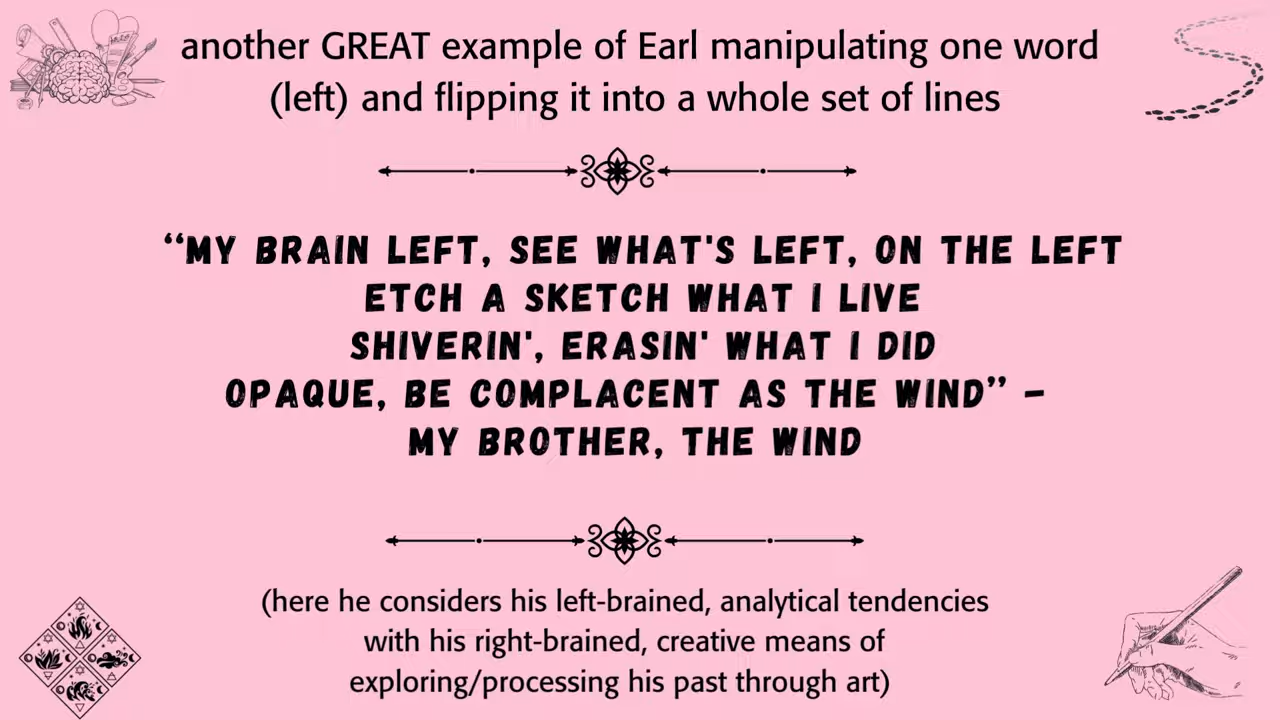 another GREAT example of Earl manipulating one word
(left) and flipping it into a whole set of lines
“MY BRAIN LEFT, SEE WHAT'S LEFT, ON THE LEFT
ETCH A SKETCH WHAT I LIVE
SHIVERIN', ERASIN' WHAT I DID
OPAQUE, BE COMPLACENT AS THE WIND” –
MY BROTHER, THE WIND
(here he considers his left-brained, analytical tendencies
with his right-brained, creative means of
exploring/processing his past through art)